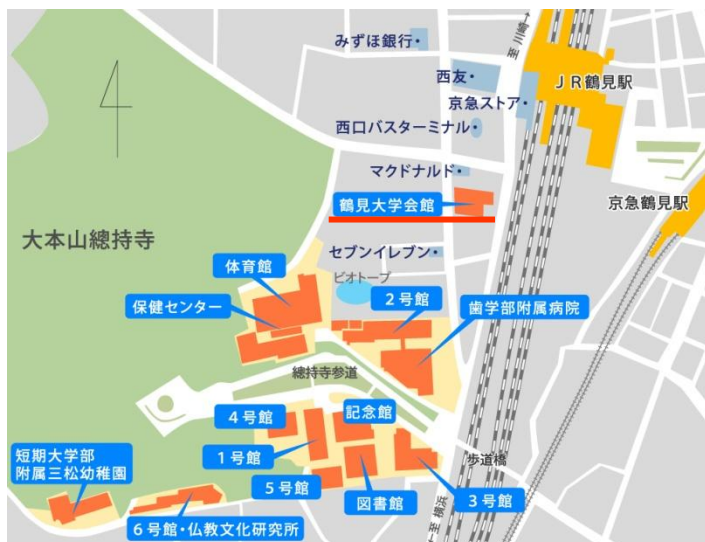 みずほ銀行
至 川崎→
西友
JR鶴見駅
京急ストア
西口バスターミナル
マクドナルド
鶴見大学会館
京急鶴見駅
大本山總持寺
セブンイレブン
体育館
ビオトープ
保健センター
2号館
歯学部附属病院
總持寺参道
4号館
記念館
1号館
歩道橋
短期大学部
附属三松幼稚園
5号館
図書館
3号館
6号館・仏教文化研究所
←至 横浜